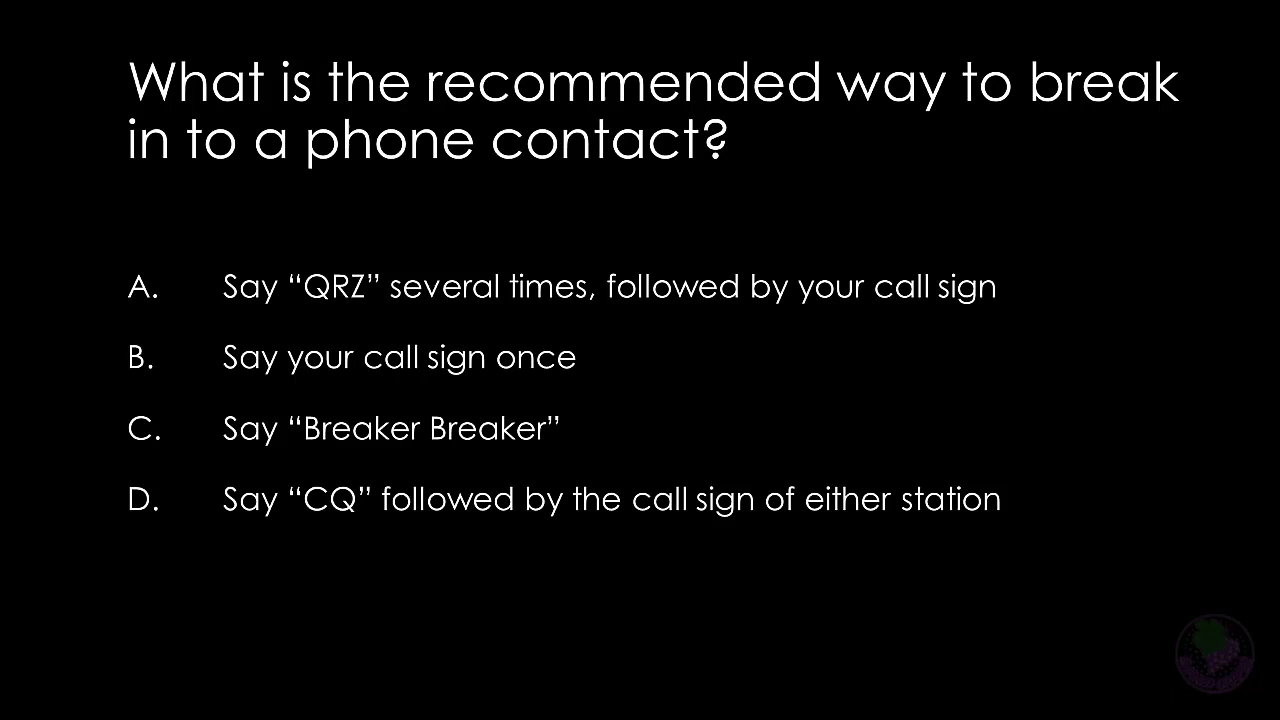 What is the recommended way to break
in to a phone contact?
A. Say “QRZ” several times, followed by your call sign
B. Say your call sign once
C. Say “Breaker Breaker”
D. Say “CQ” followed by the call sign of either station